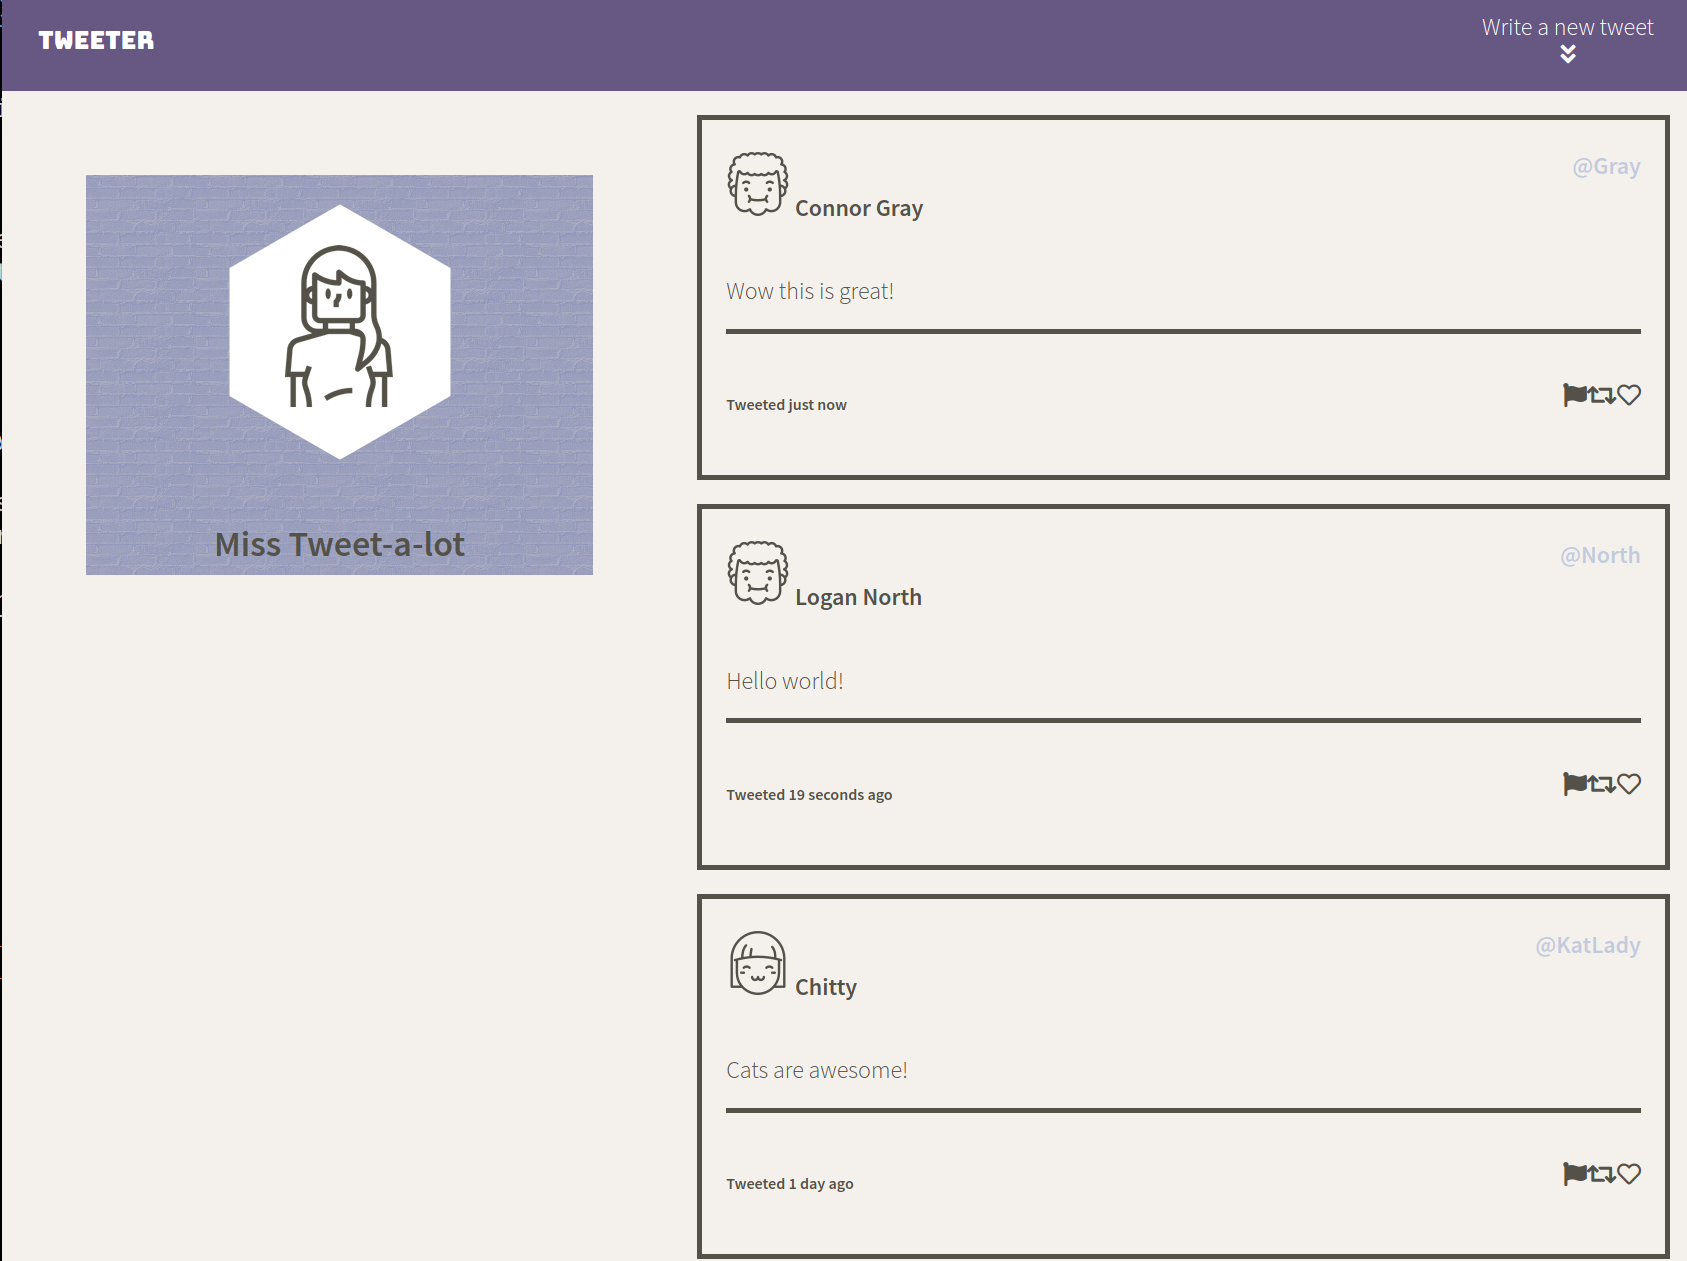 TWEETER
Write a new tweet
Miss Tweet-a-lot
Connor Gray
@Gray
Wow this is great!
Tweeted just now
Logan North
@North
Hello world!
Tweeted 19 seconds ago
Chitty
@KatLady
Cats are awesome!
Tweeted 1 day ago